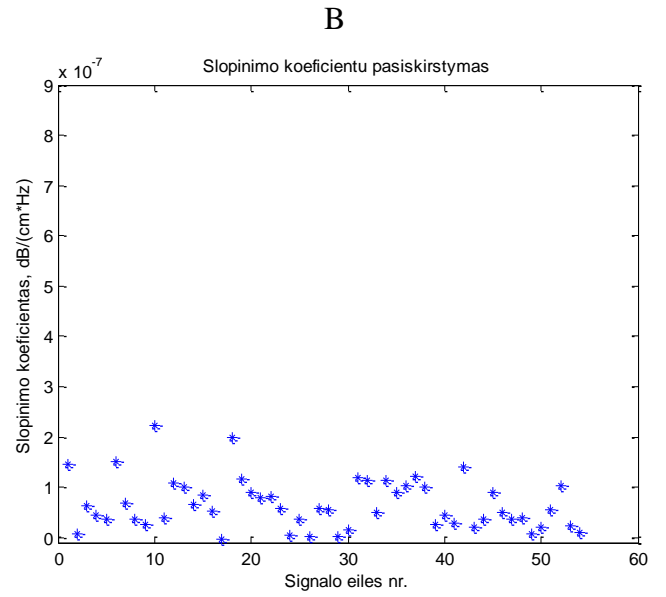 B
Slopinimo koeficientu pasiskirstymas
x 10^-7
9
8
7
6
5
4
3
2
1
0
Slopinimo koeficientas, dB/(cm*Hz)
0 10 20 30 40 50 60
Signalo eiles nr.